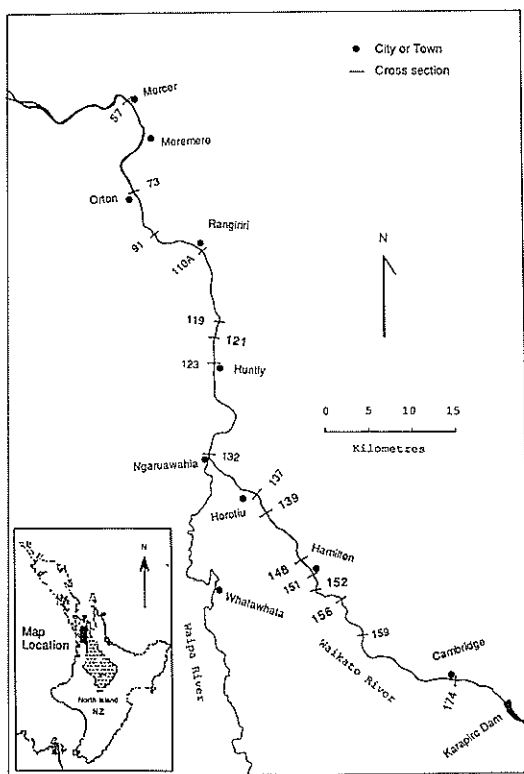 City or Town
Cross section
Mercer
57
Meremere
73
Orton
Rangiriri
91
110A
N
119
121
123
Huntly
0 5 10 15
Kilometres
132
Ngaruawahia
137
139
Horotiu
Hamilton
148
151
152
Whatawhata
156
159
Waipa River
Waikato River
Cambridge
174
Karapiro Dam
N
Map
Location
North Island
NZ